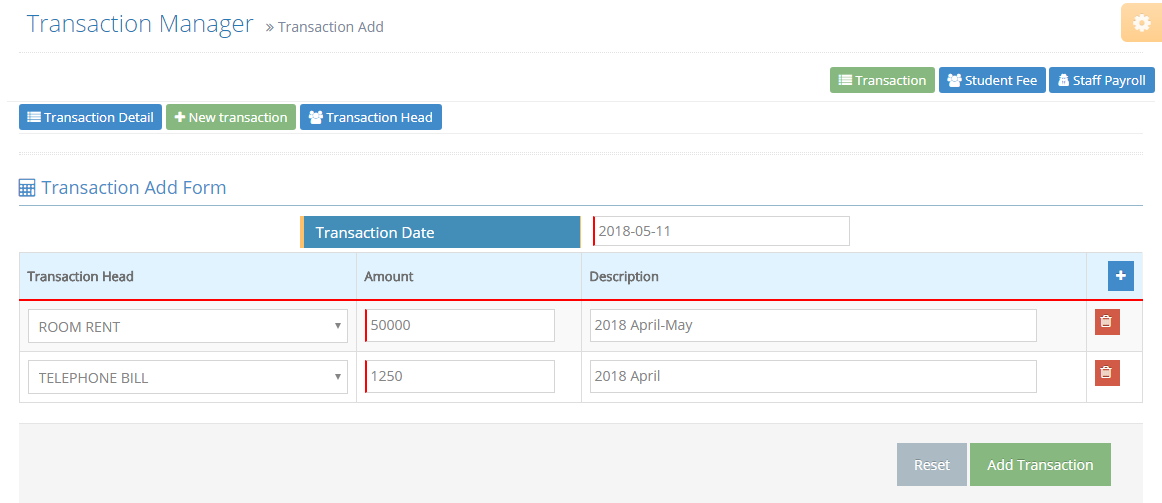 Transaction Manager » Transaction Add
Transaction Student Fee Staff Payroll
Transaction Detail New transaction Transaction Head
Transaction Add Form
Transaction Date 2018-05-11
Transaction Head Amount Description
ROOM RENT 50000 2018 April-May
TELEPHONE BILL 1250 2018 April
Reset Add Transaction